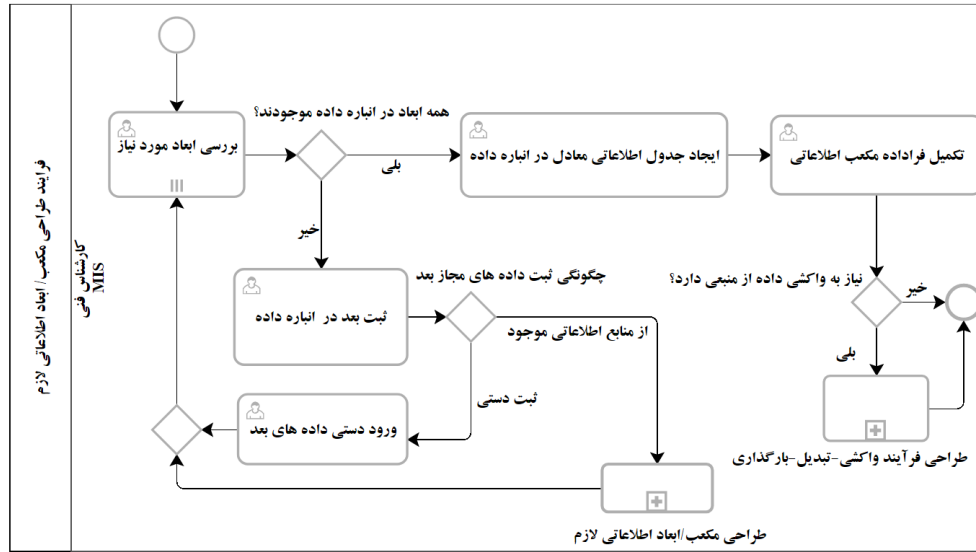 فرایند طراحی مکعب/ ابعاد اطلاعاتی لازم
کارشناس فنی
MIS
بررسی ابعاد مورد نیاز
همه ابعاد در انباره داده موجودند؟
بلی
ایجاد جدول اطلاعاتی معادل در انباره داده
تکمیل فراداده مکعب اطلاعاتی
خیر
نیاز به واکشی داده از منبعی دارد؟
خیر
بلی
طراحی فرآیند واکشی-تبدیل-بارگذاری
ثبت بعد در انباره داده
چگونگی ثبت داده های مجاز بعد
از منابع اطلاعاتی موجود
ثبت دستی
ورود دستی داده های بعد
طراحی مکعب/ابعاد اطلاعاتی لازم